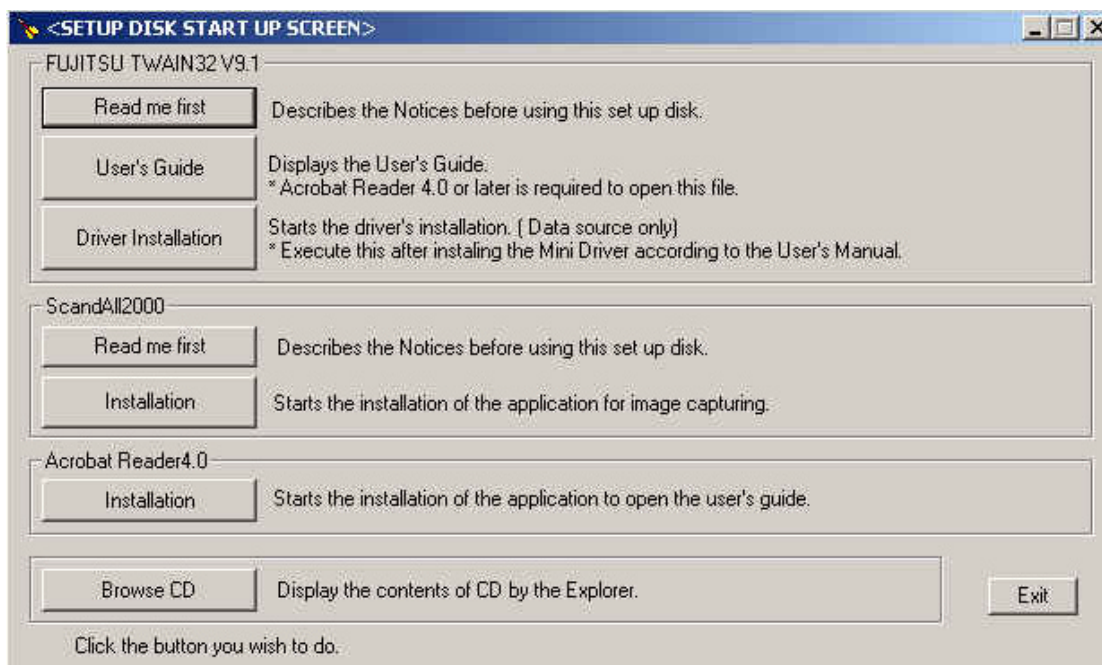 <SETUP DISK START UP SCREEN>
FUJITSU TWAIN32 V9.1
Read me first
Describes the Notices before using this set up disk.
User's Guide
Displays the User's Guide.
* Acrobat Reader 4.0 or later is required to open this file.
Driver Installation
Starts the driver's installation. ( Data source only)
* Execute this after instaling the Mini Driver according to the User's Manual.
ScandAll2000
Read me first
Describes the Notices before using this set up disk.
Installation
Starts the installation of the application for image capturing.
Acrobat Reader4.0
Installation
Starts the installation of the application to open the user's guide.
Browse CD
Display the contents of CD by the Explorer.
Exit
Click the button you wish to do.